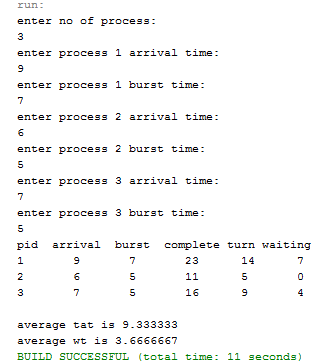 run:
enter no of process:
3
enter process 1 arrival time:
9
enter process 1 burst time:
7
enter process 2 arrival time:
6
enter process 2 burst time:
5
enter process 3 arrival time:
7
enter process 3 burst time:
5
pid arrival burst complete turn waiting
1 9 7 23 14 7
2 6 5 11 5 0
3 7 5 16 9 4
average tat is 9.333333
average wt is 3.6666667
BUILD SUCCESSFUL (total time: 11 seconds)